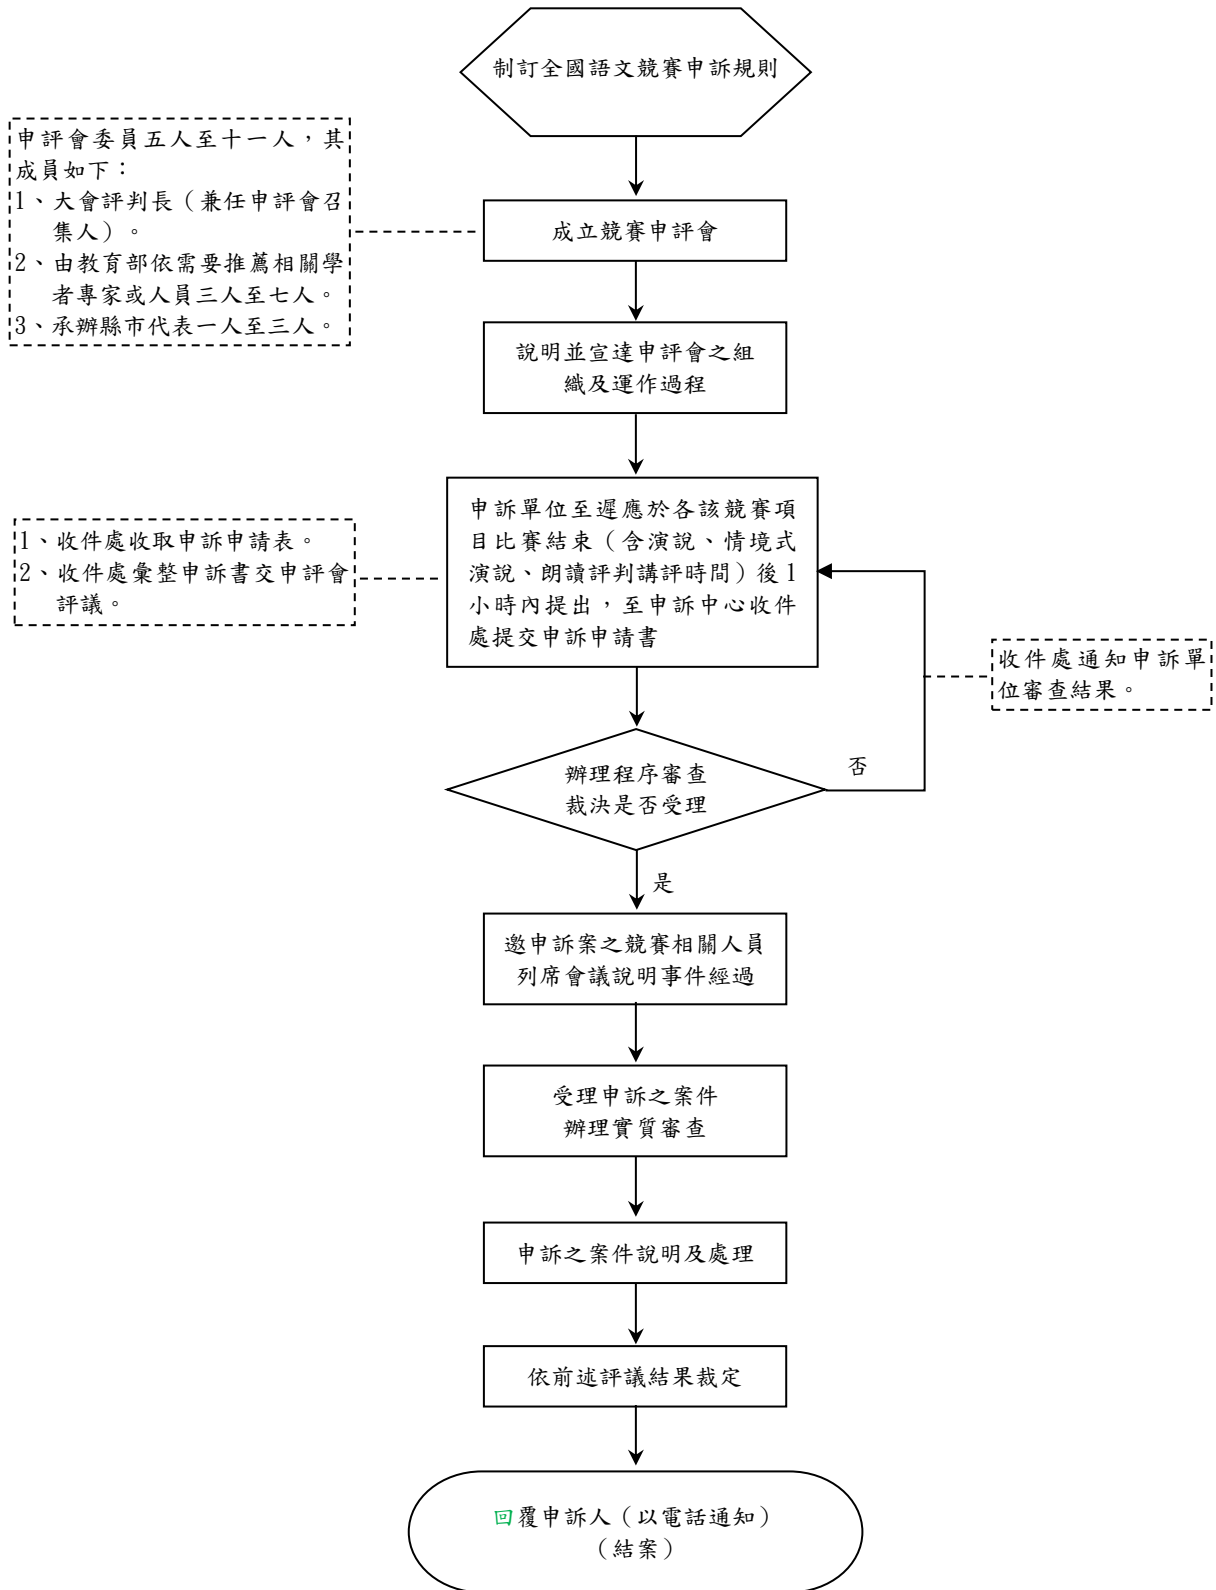 制訂全國語文競賽申訴規則
申評會委員五人至十一人，其
成員如下：
1、大會評判長（兼任申評會召
集人）。
2、由教育部依需要推薦相關學
者專家或人員三人至七人。
3、承辦縣市代表一人至三人。
成立競賽申評會
說明並宣達申評會之組
織及運作過程
申訴單位至遲應於各該競賽項
目比賽結束（含演說、情境式
演說、朗讀評判講評時間）後1
小時內提出，至申訴中心收件
處提交申訴申請書
1、收件處收取申訴申請表。
2、收件處彙整申訴書交申評會
評議。
收件處通知申訴單
位審查結果。
辦理程序審查
裁決是否受理
否
是
邀申訴案之競賽相關人員
列席會議說明事件經過
受理申訴之案件
辦理實質審查
申訴之案件說明及處理
依前述評議結果裁定
回覆申訴人（以電話通知）
（結案）